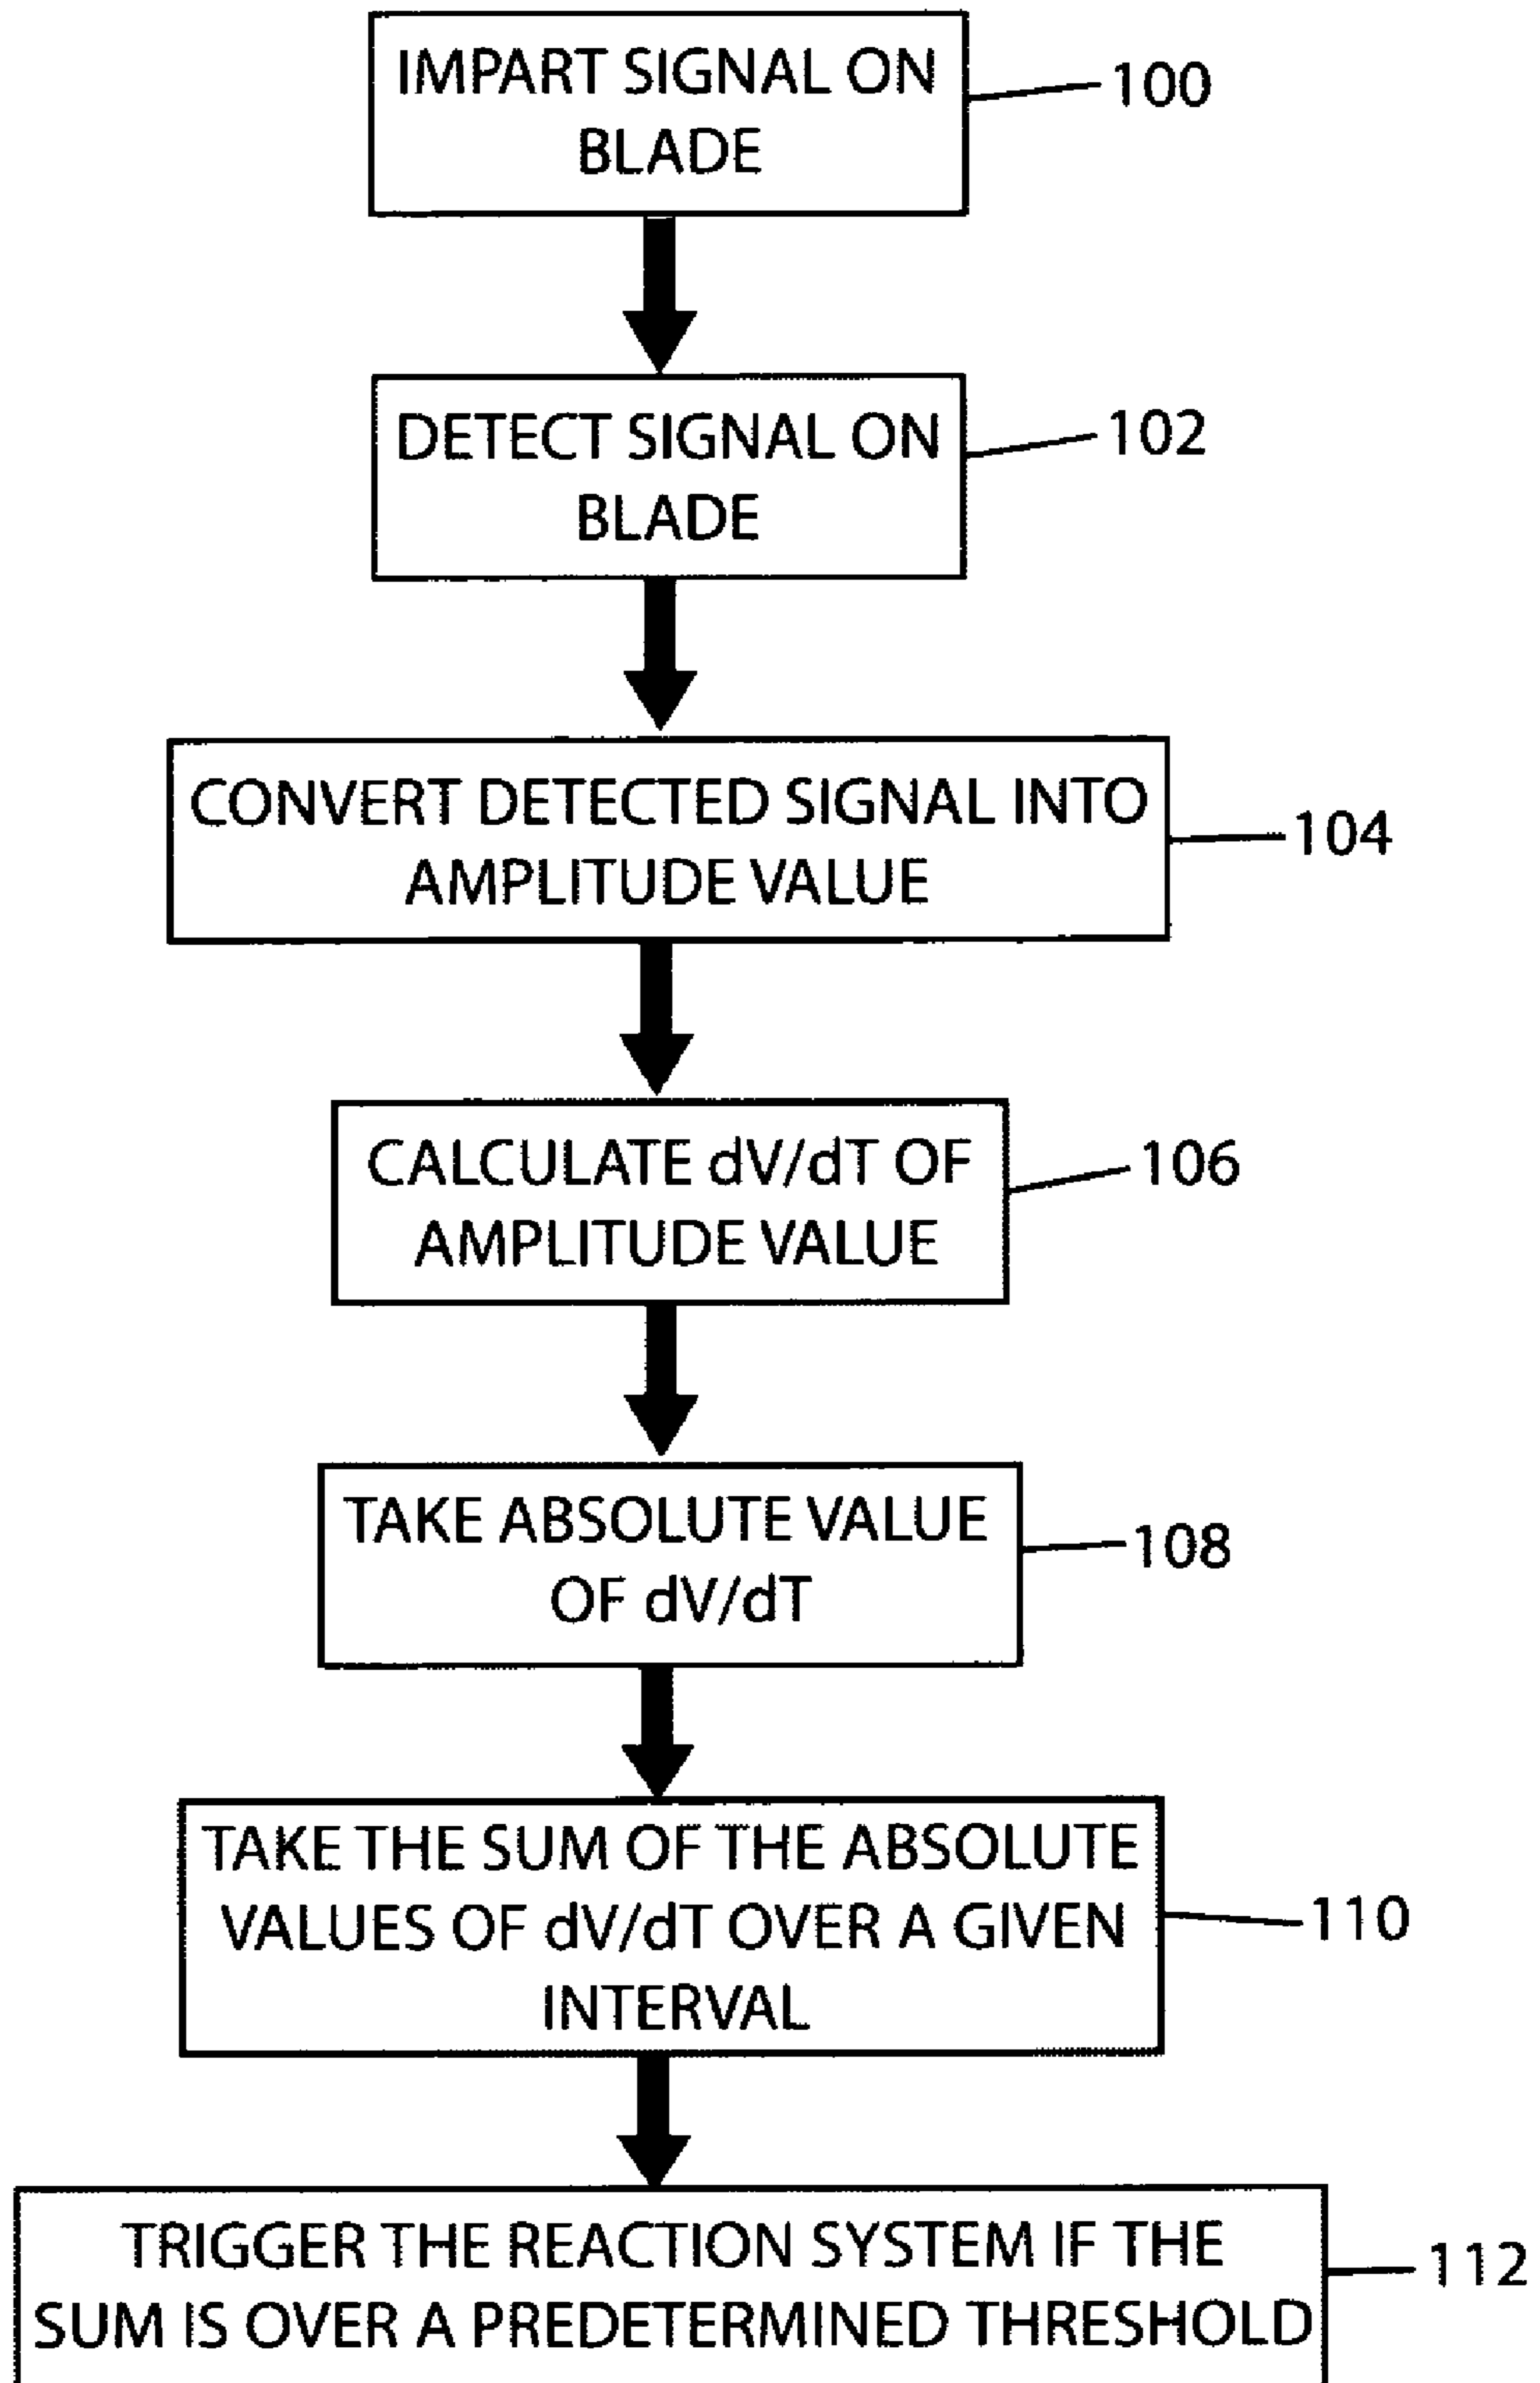 IMPART SIGNAL ON
BLADE
100
DETECT SIGNAL ON
BLADE
102
CONVERT DETECTED SIGNAL INTO
AMPLITUDE VALUE
104
CALCULATE dV/dT OF
AMPLITUDE VALUE
106
TAKE ABSOLUTE VALUE
OF dV/dT
108
TAKE THE SUM OF THE ABSOLUTE
VALUES OF dV/dT OVER A GIVEN
INTERVAL
110
TRIGGER THE REACTION SYSTEM IF THE
SUM IS OVER A PREDETERMINED THRESHOLD
112